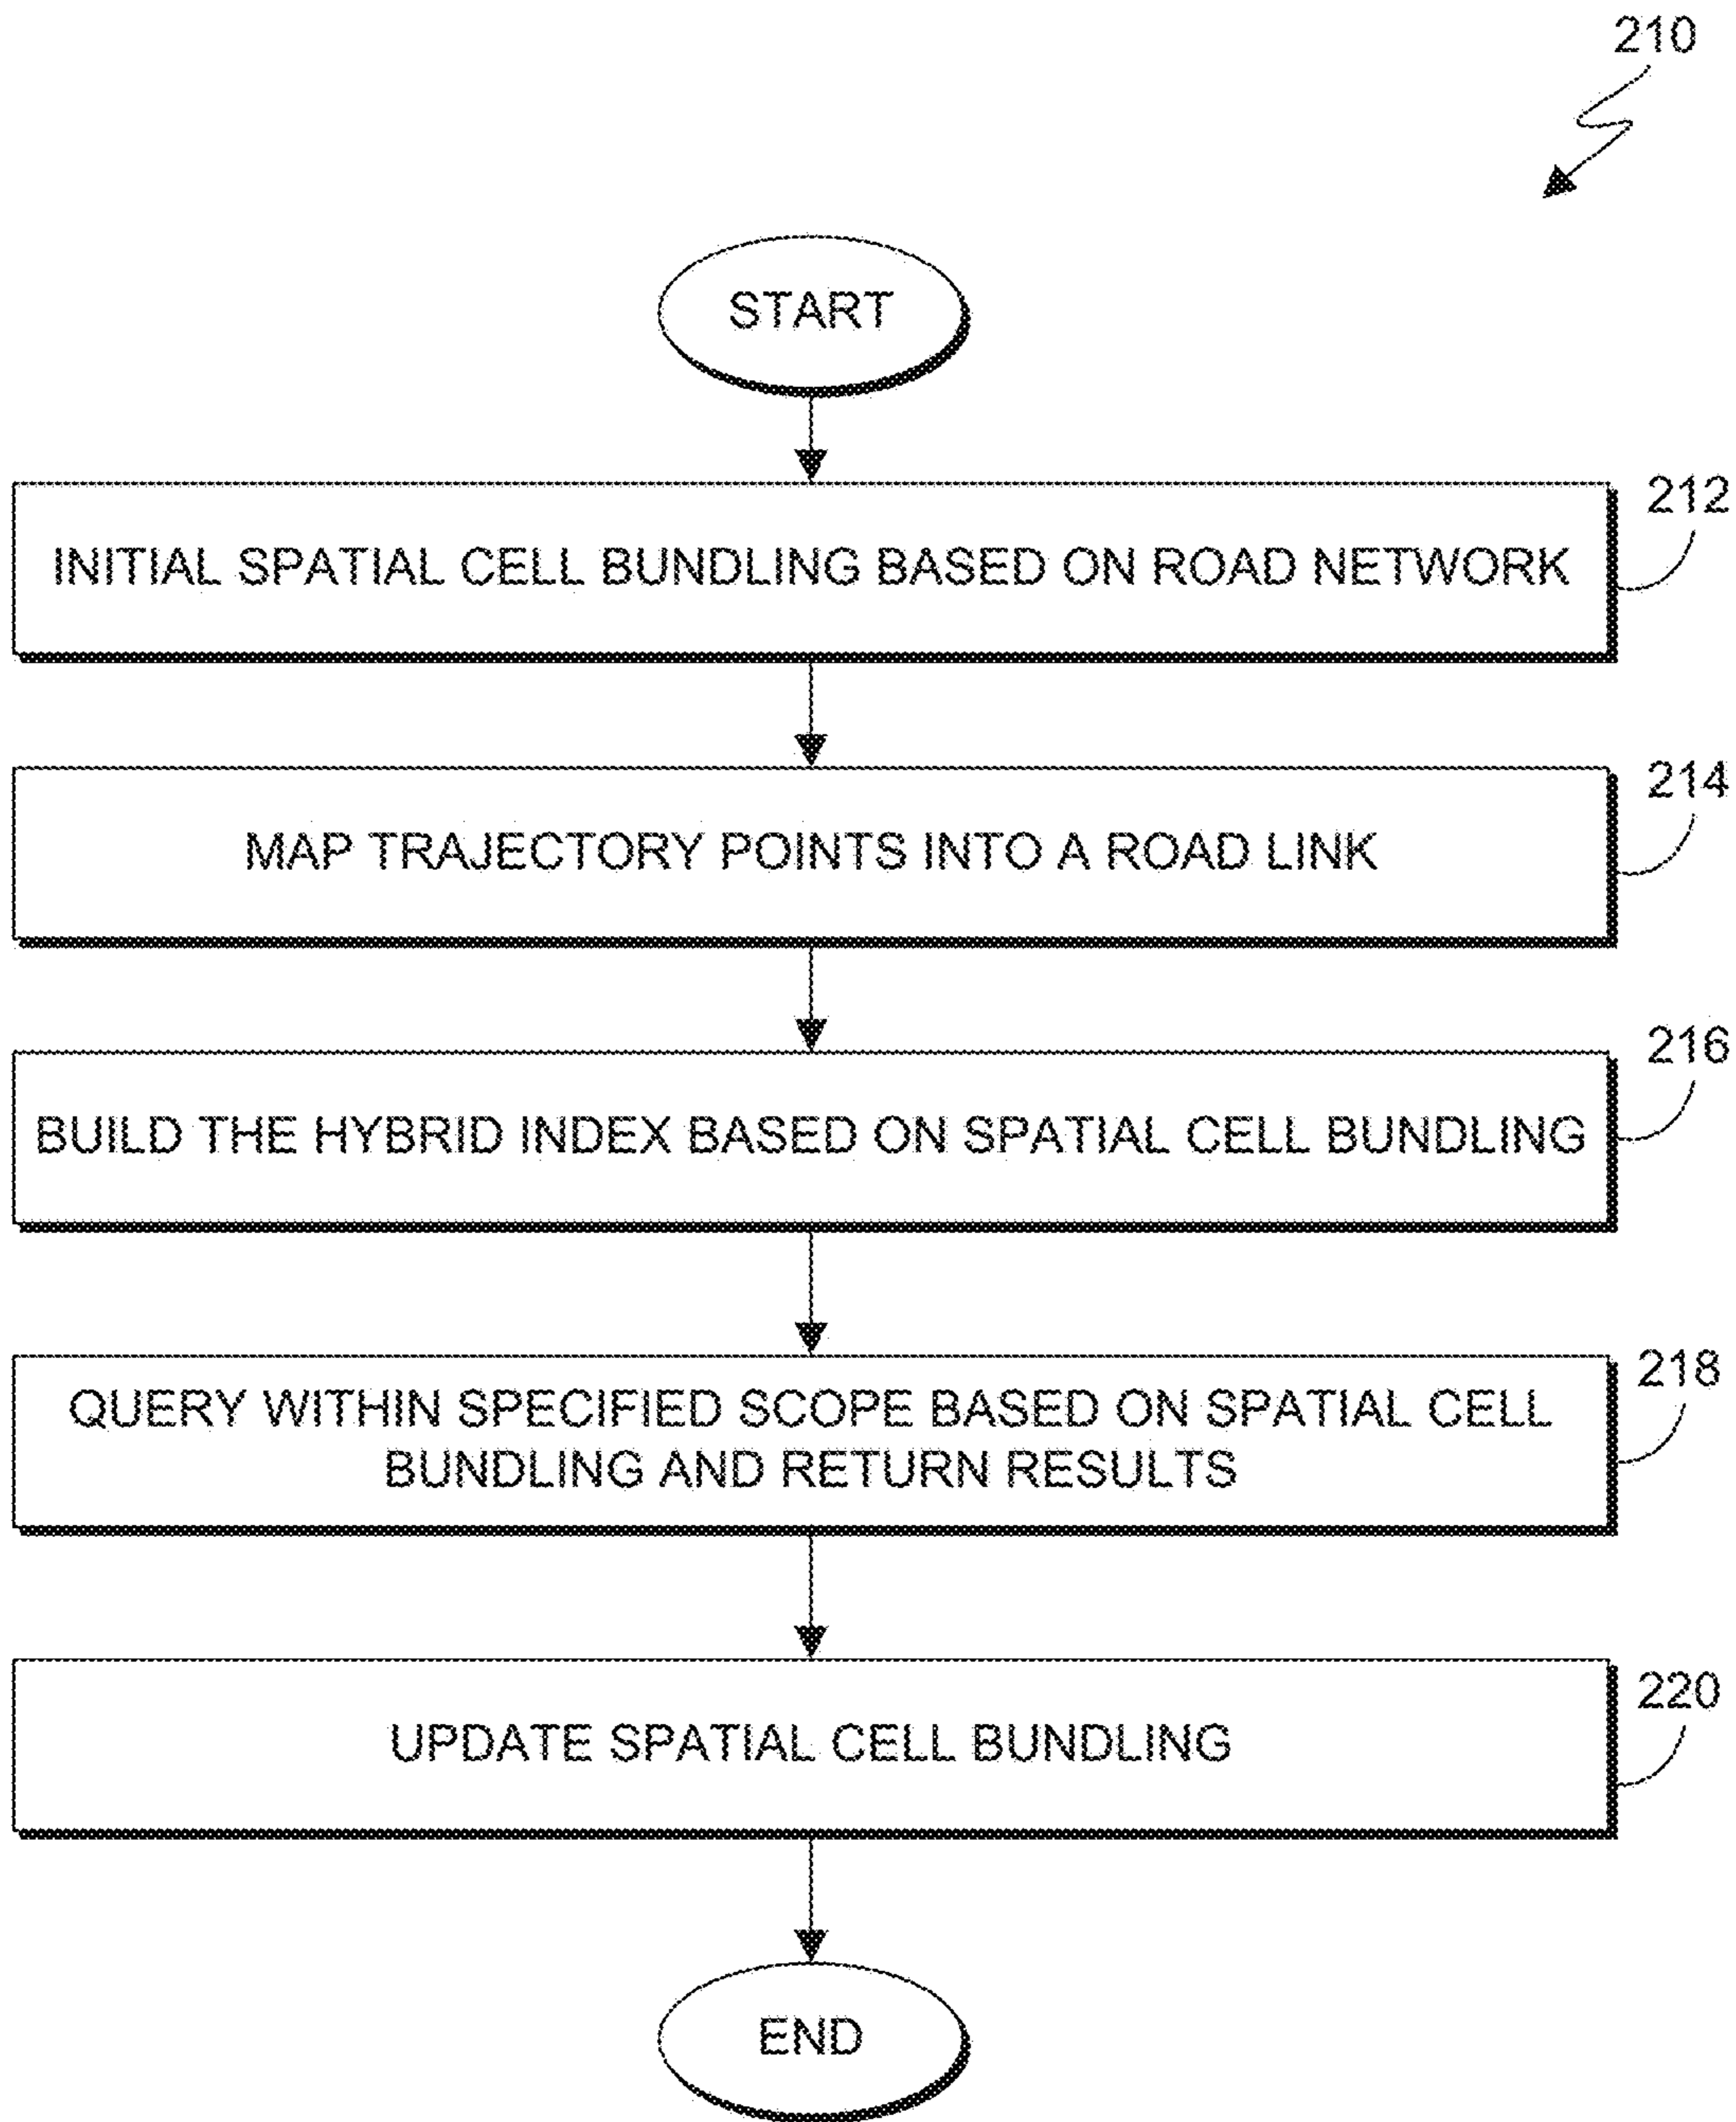 210
START
212
INITIAL SPATIAL CELL BUNDLING BASED ON ROAD NETWORK
214
MAP TRAJECTORY POINTS INTO A ROAD LINK
216
BUILD THE HYBRID INDEX BASED ON SPATIAL CELL BUNDLING
218
QUERY WITHIN SPECIFIED SCOPE BASED ON SPATIAL CELL
BUNDLING AND RETURN RESULTS
220
UPDATE SPATIAL CELL BUNDLING
END